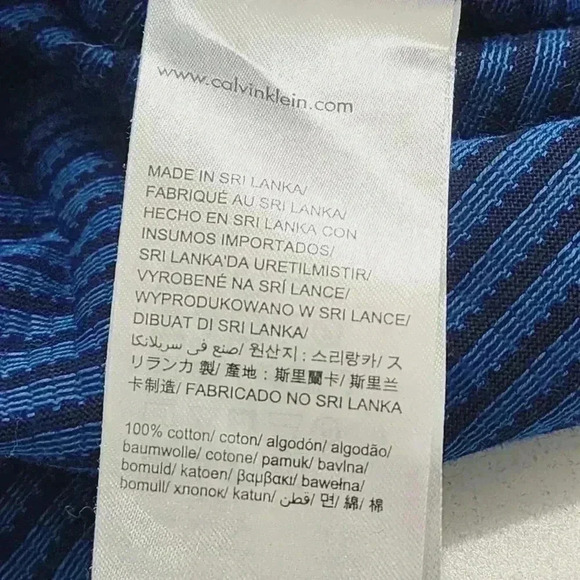 www.calvinklein.com
MADE IN SRI LANKA/
FABRIQUÉ AU SRI LANKA/
HECHO EN SRI LANKA CON
INSUMOS IMPORTADOS/
SRI LANKA'DA URETILMISTIR/
VYROBENÉ NA SRÍ LANCE/
WYPRODUKOWANO W SRI LANCE/
DIBUAT DI SRI LANKA/
صنع في سريلانكا/ 원산지 : 스리랑카/ ス
リランカ 製/ 產地 : 斯里蘭卡/ 斯里兰
卡制造/ FABRICADO NO SRI LANKA
100% cotton/ coton/ algodón/ algodão/
baumwolle/ cotone/ pamuk/ bavlna/
bomuld/ katoen/ βαμβακι/ bawełna/
bomull/ хлопок/ katun/ قطن/ 면/ 綿/ 棉